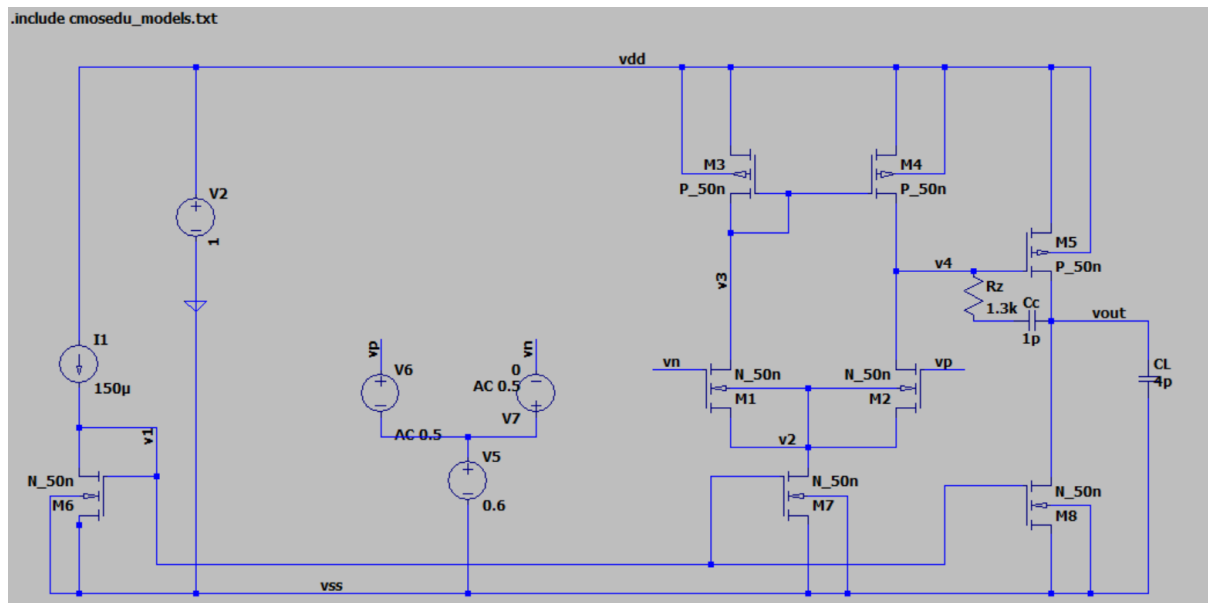 .include cmosedu_models.txt
vdd
M3
P_50n
M4
P_50n
V2
1
M5
P_50n
v4
v3
Rz
1.3k
Cc
1p
vout
I1
150µ
vp
V6
AC 0.5
vn
0
AC 0.5
V7
vn
N_50n
M1
N_50n
M2
vp
CL
4p
v1
v2
V5
0.6
N_50n
M6
N_50n
M7
N_50n
M8
vss